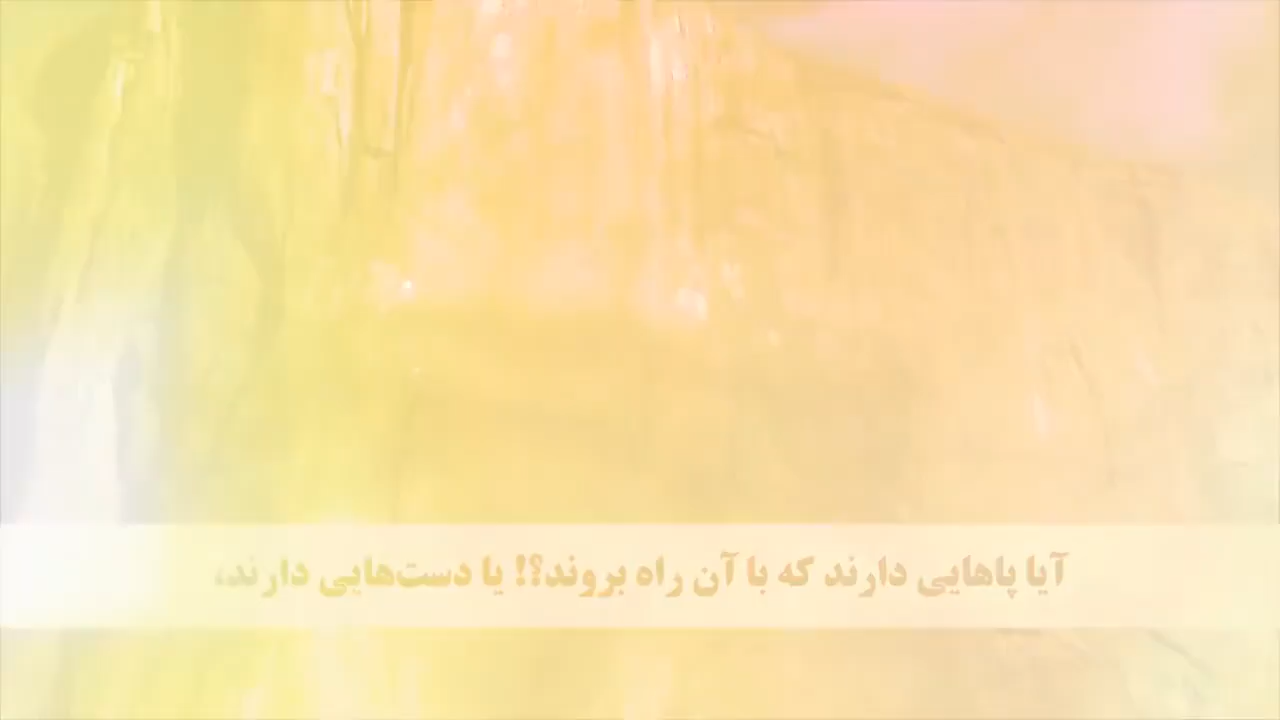 آیا پاهایی دارند که با آن راه بروند؟! یا دست‌هایی دارند،